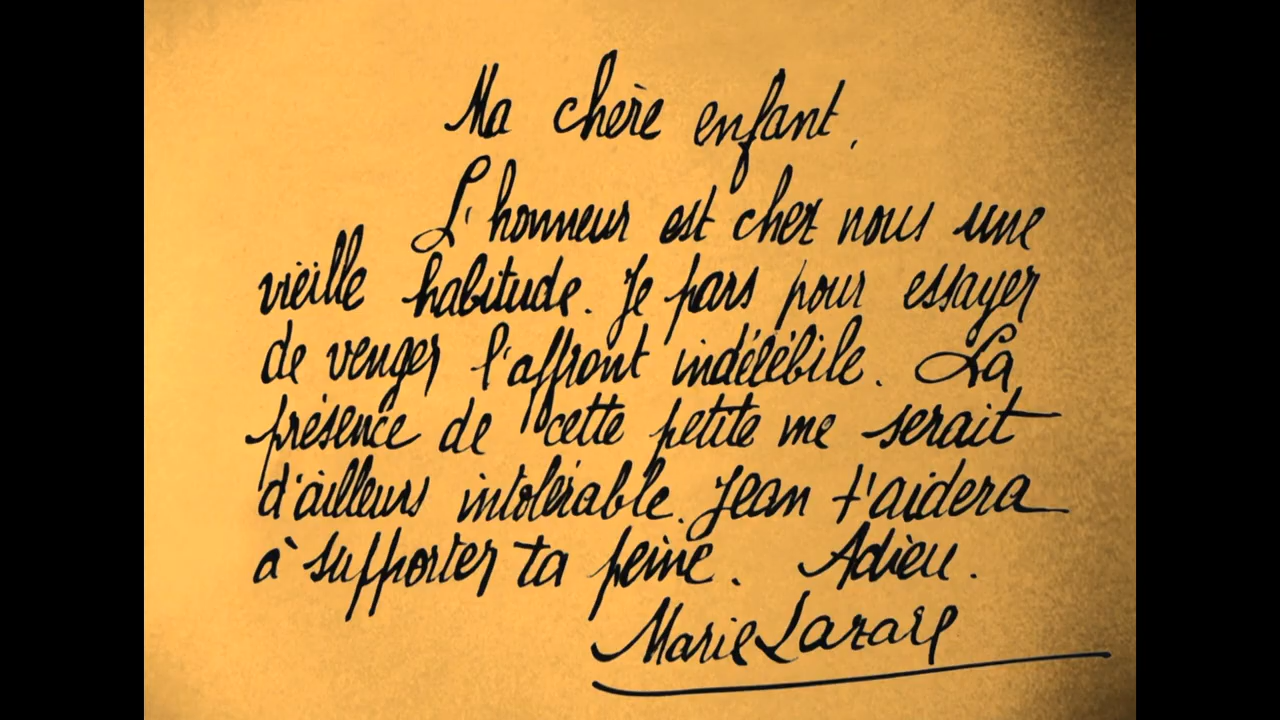 Ma chère enfant,
L'honneur est chez nous une
vieille habitude. Je pars pour essayer
de venger l'affront indélébile. La
présence de cette petite me serait
d'ailleurs intolérable. Jean t'aidera
à supporter ta peine. Adieu.
Marie Lazare